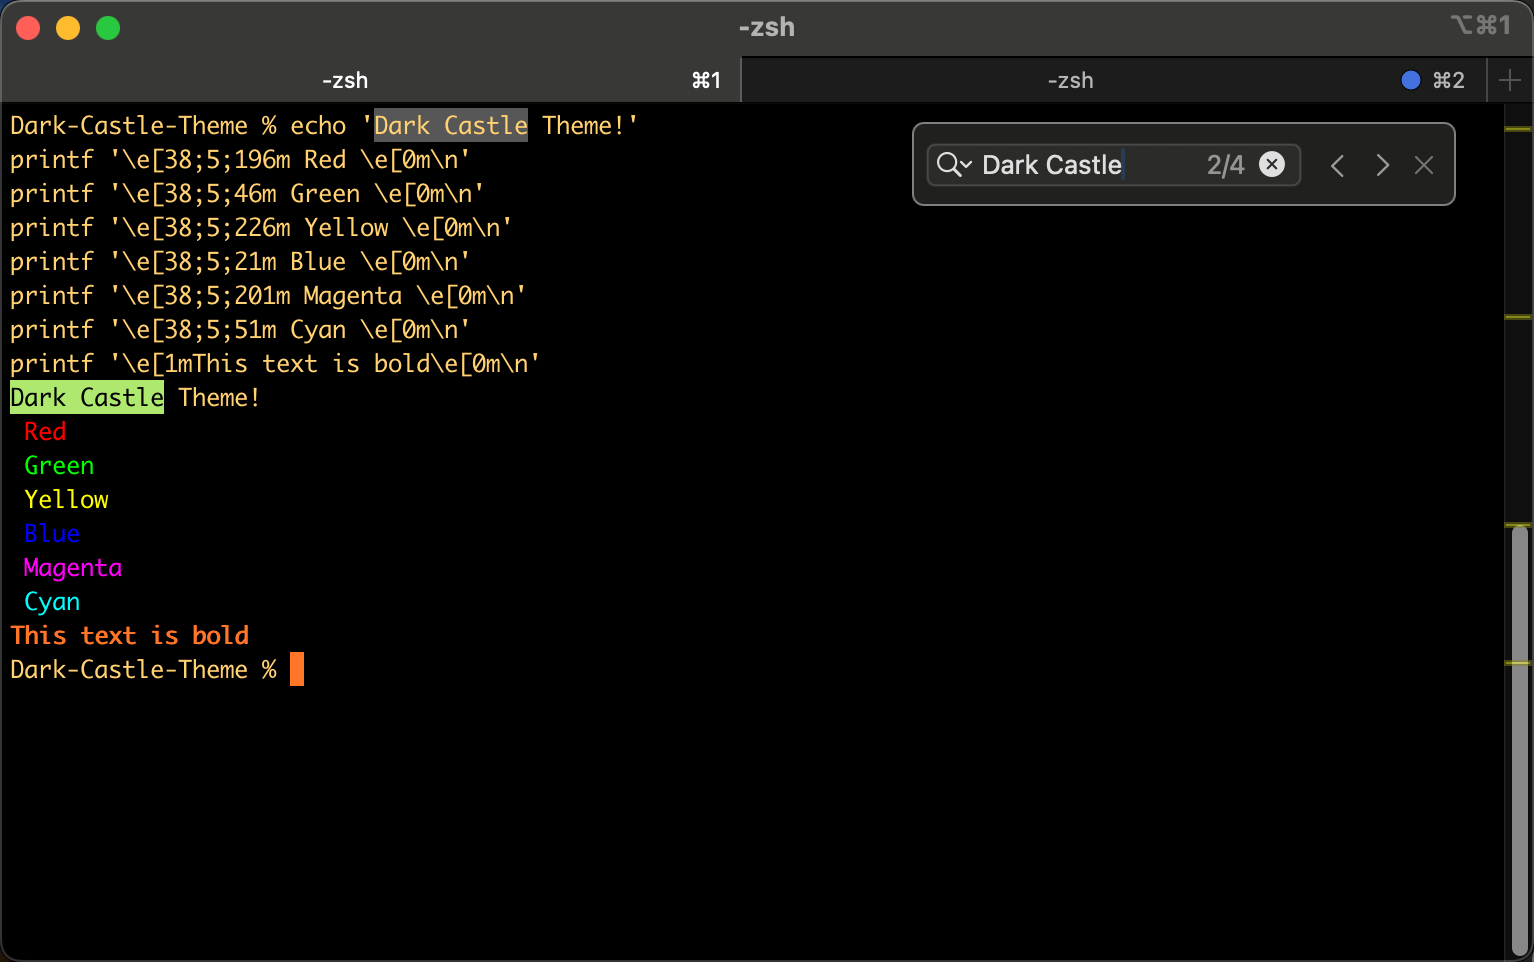 -zsh
⌥⌘1
-zsh ⌘1
-zsh ⌘2
Dark-Castle-Theme % echo 'Dark Castle Theme!'
Dark Castle 2/4
printf '\e[38;5;196m Red \e[0m\n'
printf '\e[38;5;46m Green \e[0m\n'
printf '\e[38;5;226m Yellow \e[0m\n'
printf '\e[38;5;21m Blue \e[0m\n'
printf '\e[38;5;201m Magenta \e[0m\n'
printf '\e[38;5;51m Cyan \e[0m\n'
printf '\e[1mThis text is bold\e[0m\n'
Dark Castle Theme!
Red
Green
Yellow
Blue
Magenta
Cyan
This text is bold
Dark-Castle-Theme %